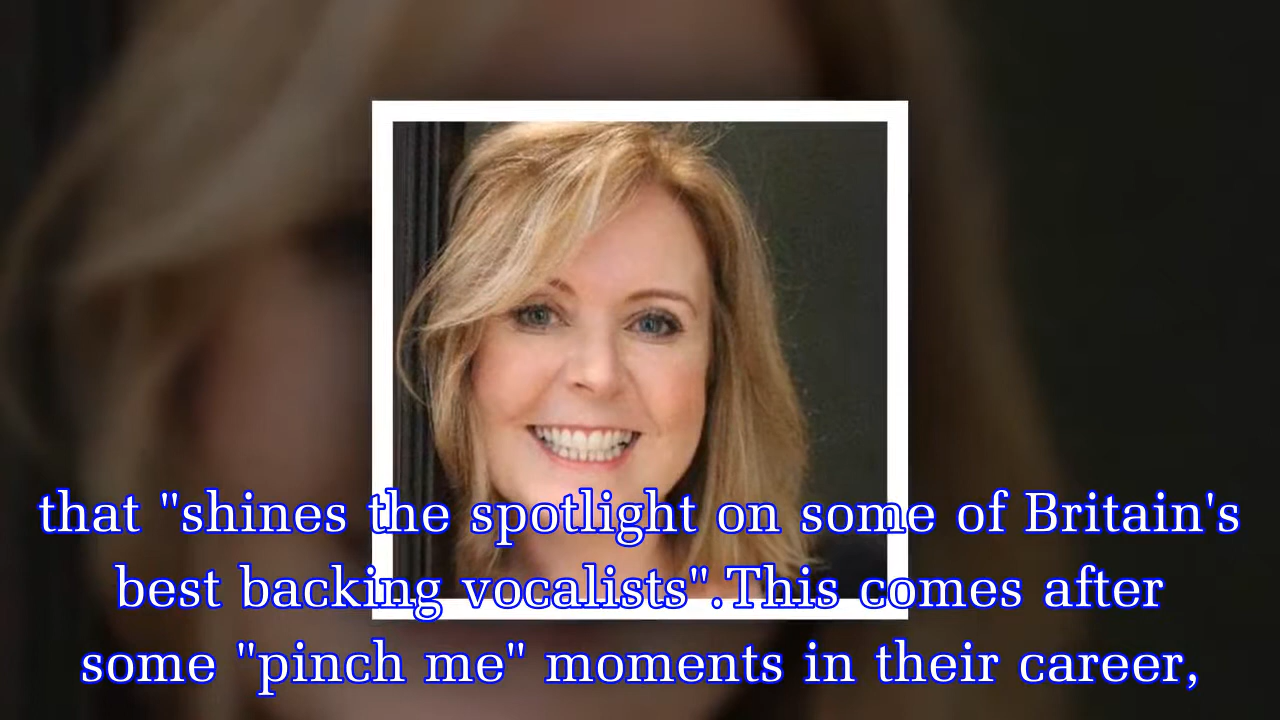 that "shines the spotlight on some of Britain's
best backing vocalists".This comes after
some "pinch me" moments in their career,